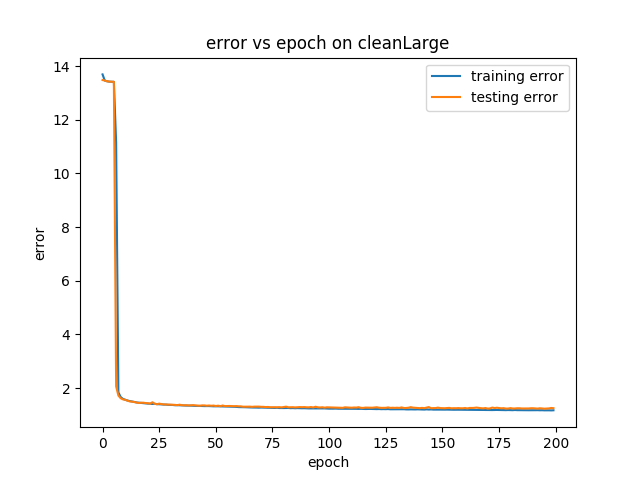 error vs epoch on cleanLarge
training error
testing error
14
12
10
8
6
4
2
error
0 25 50 75 100 125 150 175 200
epoch